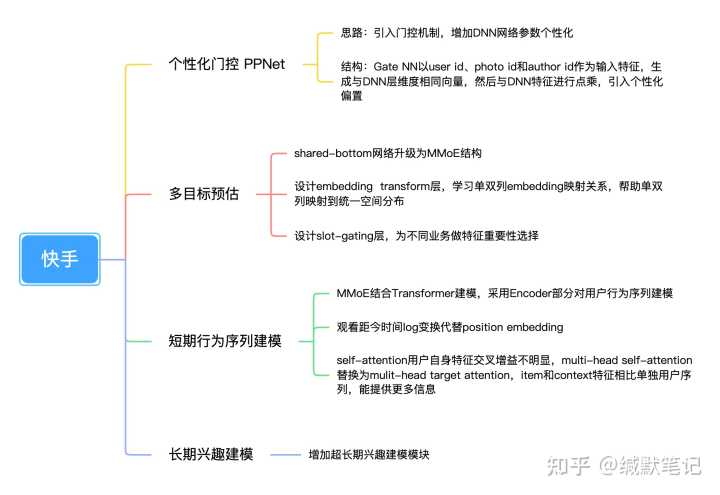 快手
个性化门控 PPNet
思路：引入门控机制，增加DNN网络参数个性化
结构：Gate NN以user id、photo id和author id作为输入特征，生
成与DNN层维度相同向量，然后与DNN特征进行点乘，引入个性化
偏置
多目标预估
shared-bottom网络升级为MMoE结构
设计embedding transform层，学习单双列embedding映射关系，帮助单双
列映射到统一空间分布
设计slot-gating层，为不同业务做特征重要性选择
短期行为序列建模
MMoE结合Transformer建模，采用Encoder部分对用户行为序列建模
观看距今时间log变换代替position embedding
self-attention用户自身特征交叉增益不明显，multi-head self-attention
替换为mulit-head target attention，item和context特征相比单独用户序
列，能提供更多信息
长期兴趣建模
增加超长期兴趣建模模块
知乎 @缄默笔记